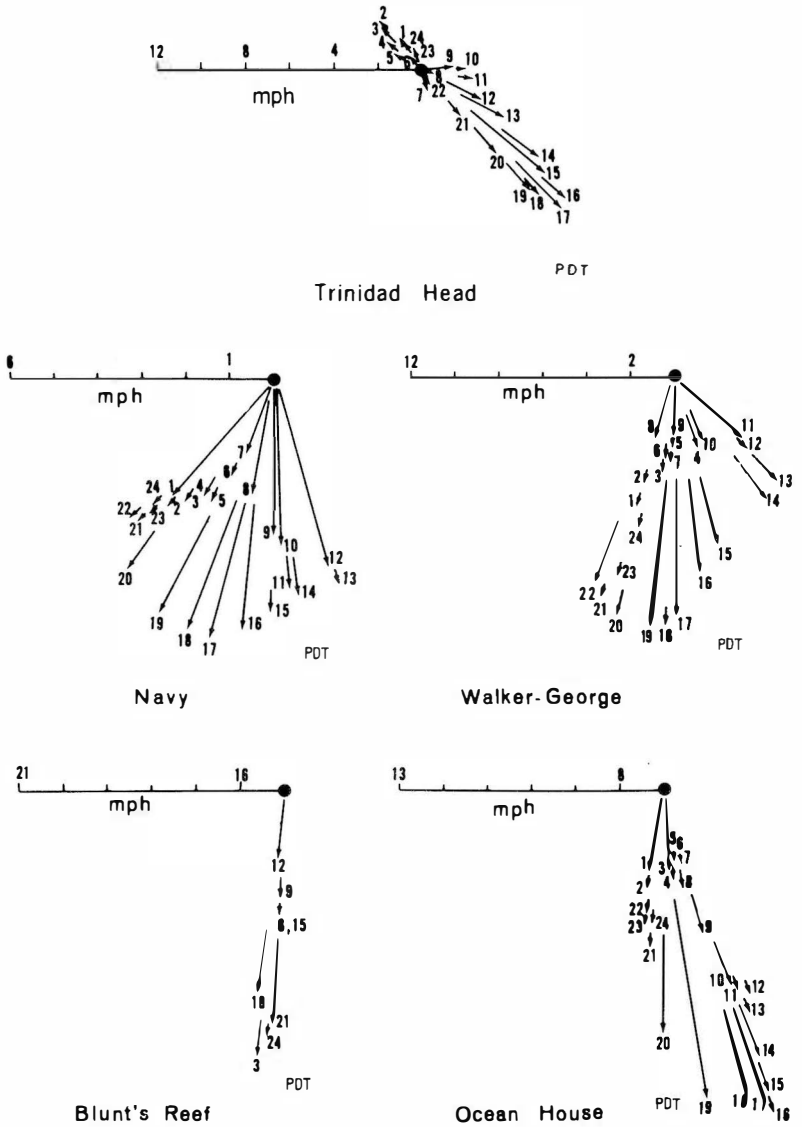 2
3 1
4 24
12 8 4 5 6 23 9 10
8 11
mph 7 22 12
21 13
20 14
15
19 18 16
17
PDT
Trinidad Head
6 1
mph
7
24 1 4 6
22 2 3 5 8
21 23
9 10
20 12
11 14 13
19 15
18 17 16
PDT
Navy
12 2
mph
8 9 11
6 5 4 10 12
2 3 7 13
1 14
24
15
23 16
22
21 20
19 18 17
PDT
Walker-George
21 16
mph
12
9
6,15
18
21
24
3
PDT
Blunt's Reef
13 8
mph
5 6
1 3 7
2 4 8
22
23 24 9
21
10 12
11 13
20 14
15
19 16
PDT
Ocean House